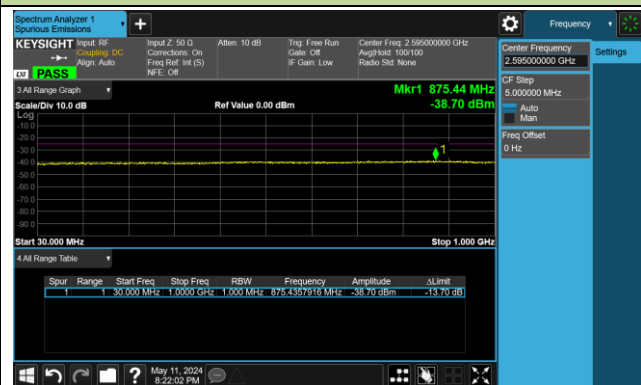 Spectrum Analyzer 1
Spurious Emissions
Frequency
KEYSIGHT
Input: RF
Coupling: DC
Align: Auto
Input Z: 50 Ω
Corrections: On
Freq Ref: Int (S)
NFE: Off
Atten: 10 dB
Trig: Free Run
Gate: Off
IF Gain: Low
Center Freq: 2.595000000 GHz
Avg|Hold: 100/100
Radio Std: None
PASS
Center Frequency
2.595000000 GHz
Settings
CF Step
5.000000 MHz
Auto
Man
Freq Offset
0 Hz
3 All Range Graph
Mkr1 875.44 MHz
-38.70 dBm
Scale/Div 10.0 dB
Ref Value 0.00 dBm
Log
-10.0
-20.0
-30.0
-40.0
-50.0
-60.0
-70.0
-80.0
-90.0
1
Start 30.000 MHz
Stop 1.000 GHz
4 All Range Table
Spur Range Start Freq Stop Freq RBW Frequency Amplitude ΔLimit
1 1 30.000 MHz 1.0000 GHz 1.000 MHz 875.4357916 MHz -38.70 dBm -13.70 dB
?
May 11, 2024
8:22:02 PM